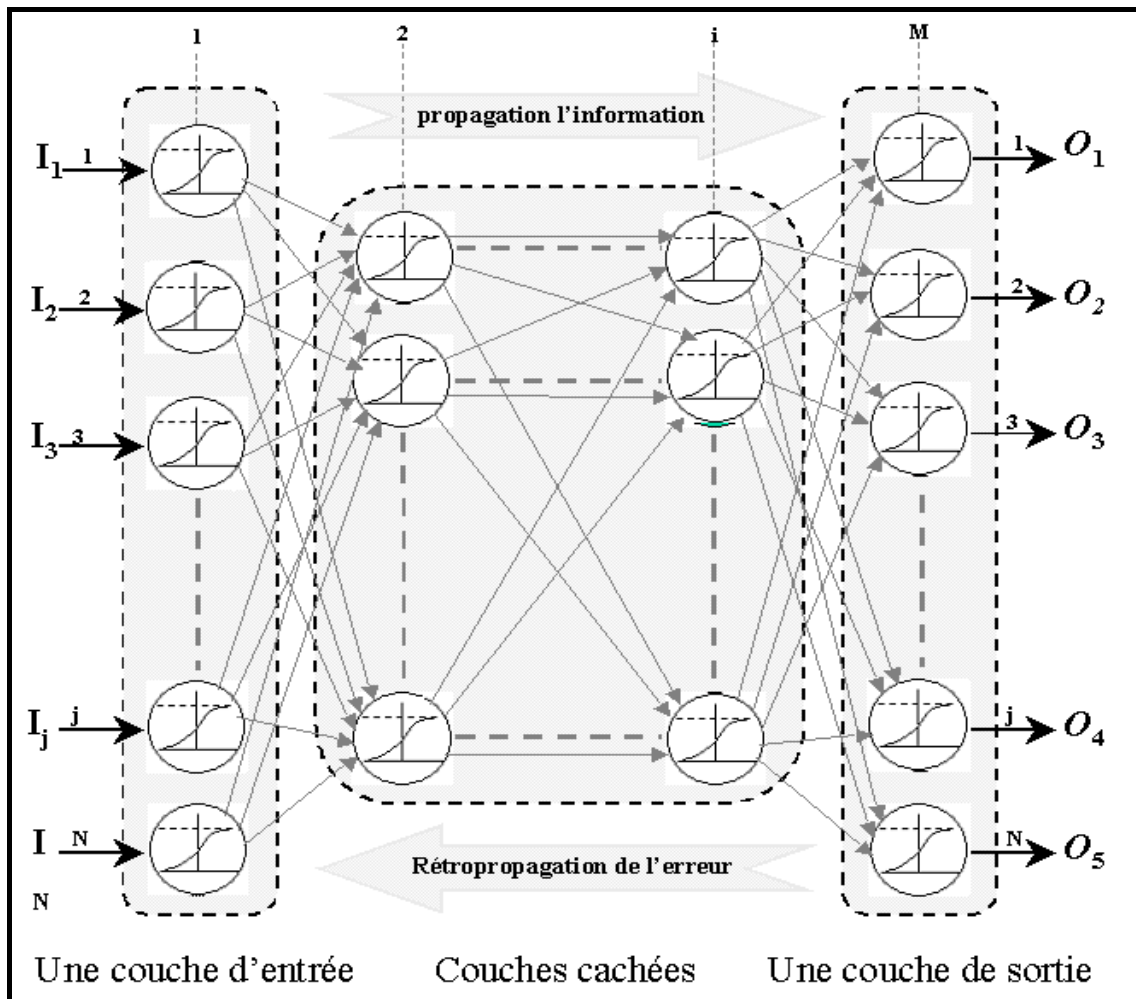 1 2 i M
propagation l'information
I1 1
1 O1
I2 2
2 O2
I3 3
3 O3
Ij j
j O4
I N
N O5
Rétropropagation de l'erreur
N
Une couche d'entrée Couches cachées Une couche de sortie